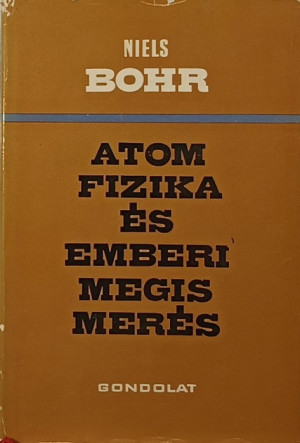 NIELS
BOHR
ATOM
FIZIKA
ÉS
EMBERI
MEGIS
MERÉS
GONDOLAT